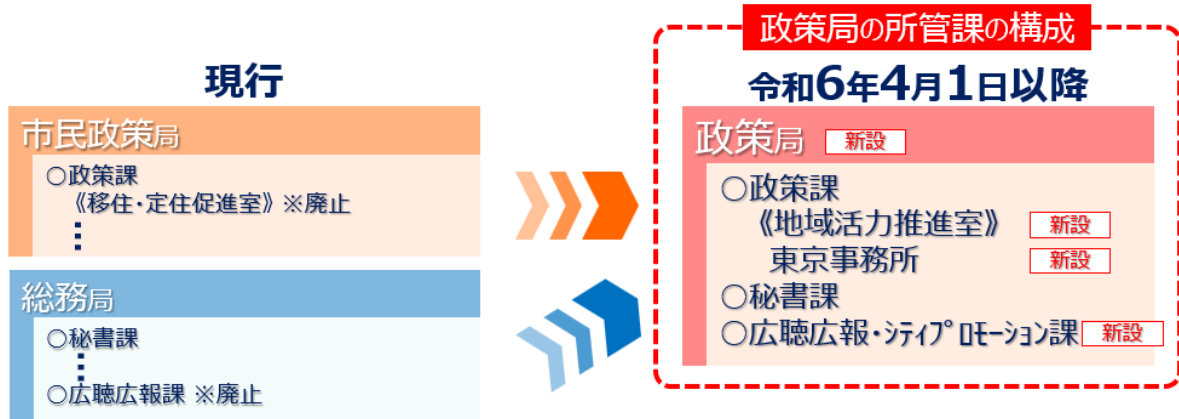 現行
市民政策局
○政策課
《移住・定住促進室》※廃止
総務局
○秘書課
○広聴広報課 ※廃止
政策局の所管課の構成
令和6年4月1日以降
政策局 新設
○政策課
《地域活力推進室》 新設
東京事務所 新設
○秘書課
○広聴広報・シティプロモーション課 新設